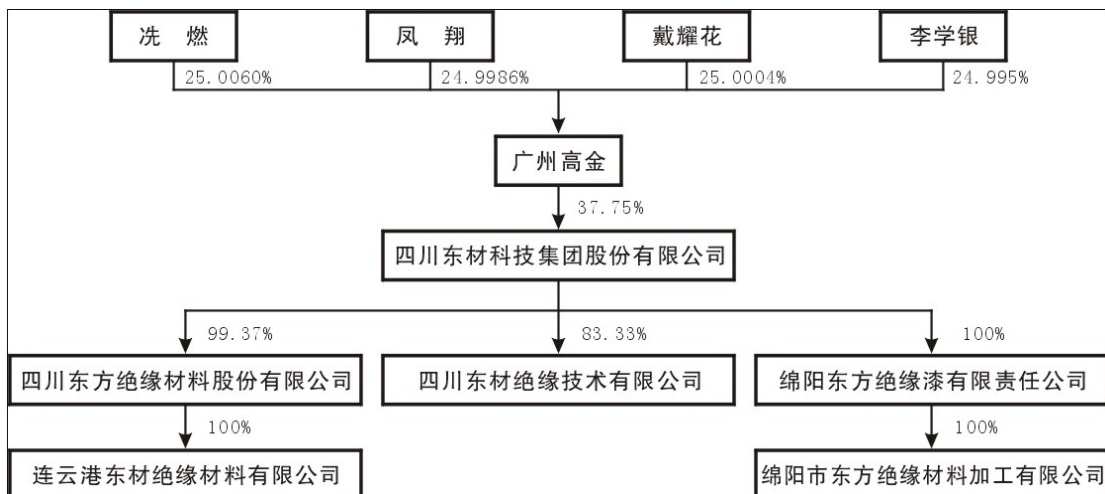 冼 燃
凤 翔
戴耀花
李学银
25.0060%
24.9986%
25.0004%
24.995%
广州高金
37.75%
四川东材科技集团股份有限公司
99.37%
83.33%
100%
四川东方绝缘材料股份有限公司
四川东材绝缘技术有限公司
绵阳东方绝缘漆有限责任公司
100%
100%
连云港东材绝缘材料有限公司
绵阳市东方绝缘材料加工有限公司